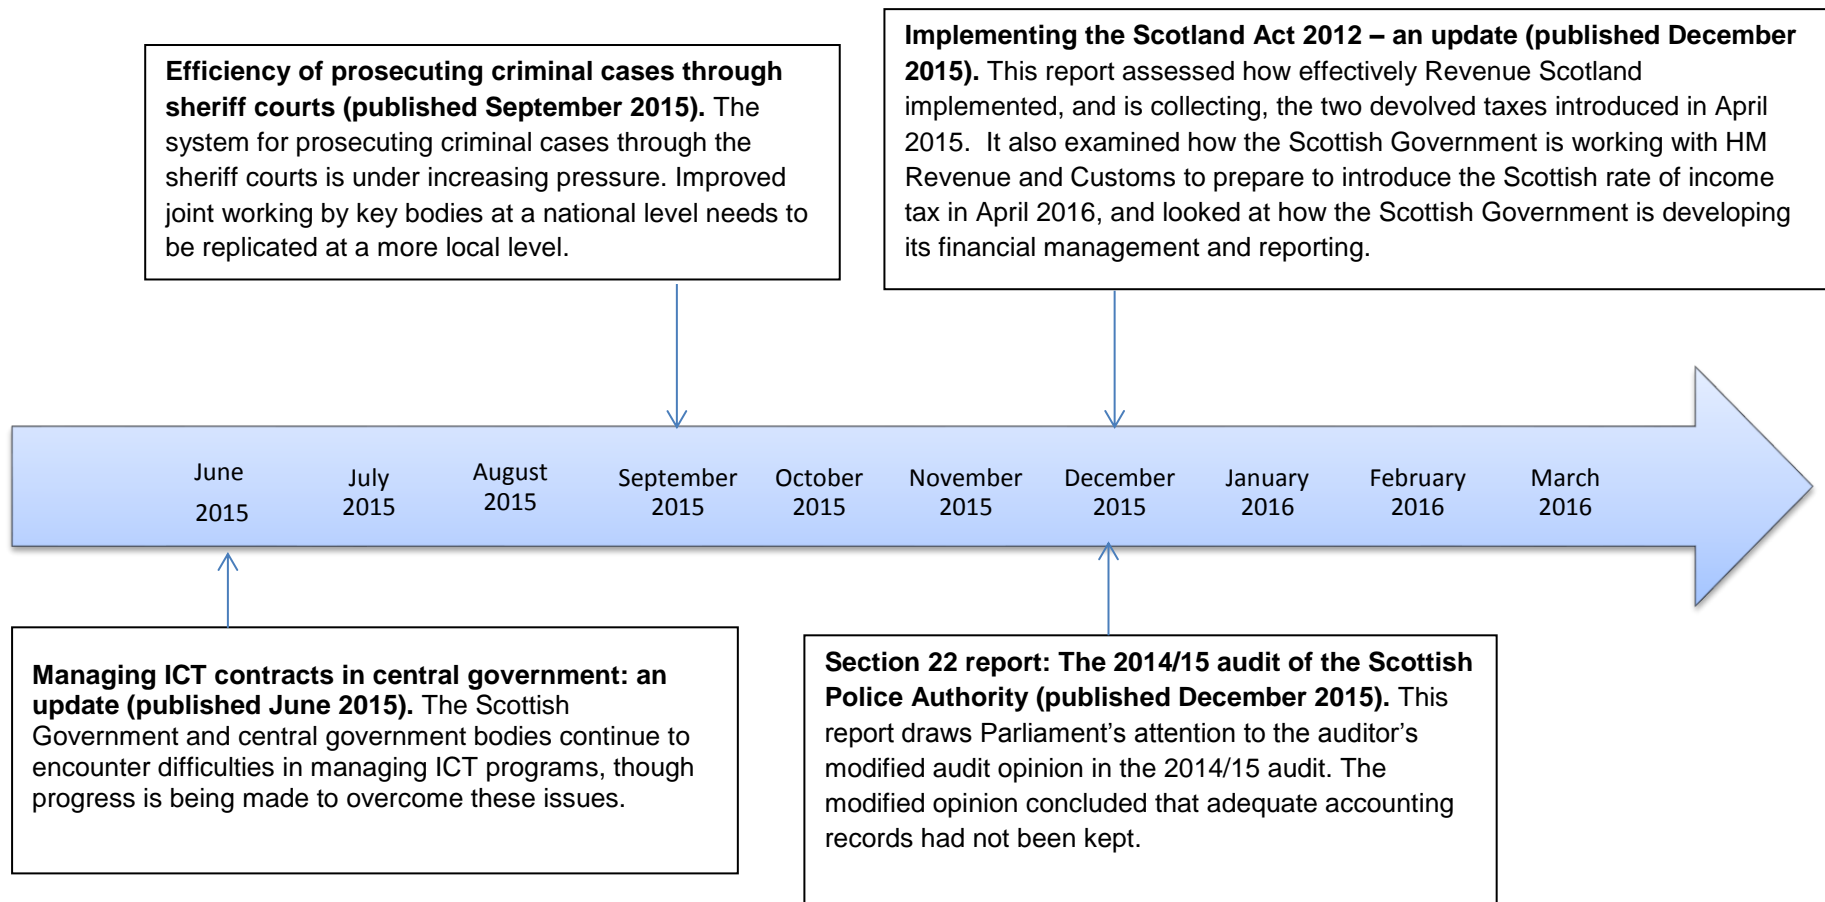 Efficiency of prosecuting criminal cases through
sheriff courts (published September 2015). The
system for prosecuting criminal cases through the
sheriff courts is under increasing pressure. Improved
joint working by key bodies at a national level needs to
be replicated at a more local level.
Implementing the Scotland Act 2012 – an update (published December
2015). This report assessed how effectively Revenue Scotland
implemented, and is collecting, the two devolved taxes introduced in April
2015.  It also examined how the Scottish Government is working with HM
Revenue and Customs to prepare to introduce the Scottish rate of income
tax in April 2016, and looked at how the Scottish Government is developing
its financial management and reporting.
June
2015
July
2015
August
2015
September
2015
October
2015
November
2015
December
2015
January
2016
February
2016
March
2016
Managing ICT contracts in central government: an
update (published June 2015). The Scottish
Government and central government bodies continue to
encounter difficulties in managing ICT programs, though
progress is being made to overcome these issues.
Section 22 report: The 2014/15 audit of the Scottish
Police Authority (published December 2015). This
report draws Parliament’s attention to the auditor’s
modified audit opinion in the 2014/15 audit. The
modified opinion concluded that adequate accounting
records had not been kept.